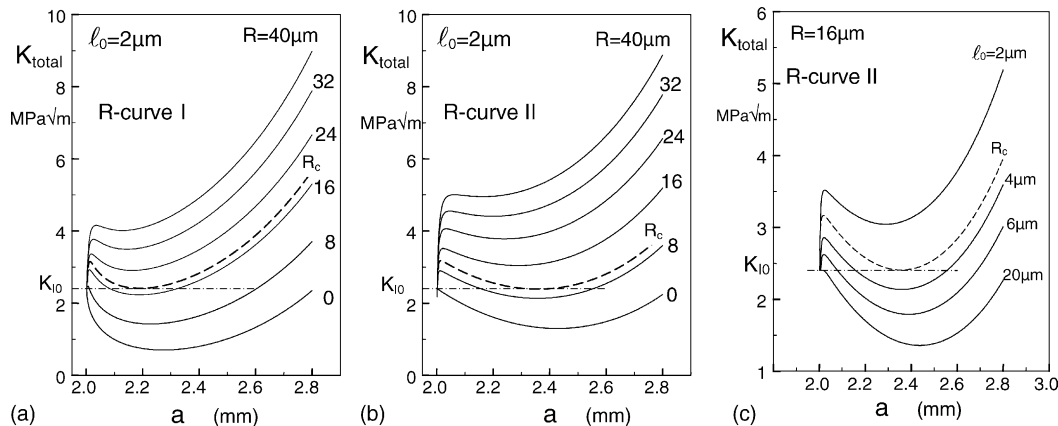 10
ℓ₀=2μm
R=40μm
K_total
8
32
MPa√m
R-curve I
24
6
R_c
16
4
8
K_I0
2
0
0
2.0 2.2 2.4 2.6 2.8
(a) a (mm)
10
ℓ₀=2μm
R=40μm
K_total
8
32
MPa√m
R-curve II
24
6
16
4
R_c
8
K_I0
2
0
0
2.0 2.2 2.4 2.6 2.8
(b) a (mm)
6
R=16μm
K_total
ℓ₀=2μm
5
R-curve II
MPa√m
R_c
4
4μm
3
6μm
K_I0
20μm
2
1
2.0 2.2 2.4 2.6 2.8 3.0
(c) a (mm)